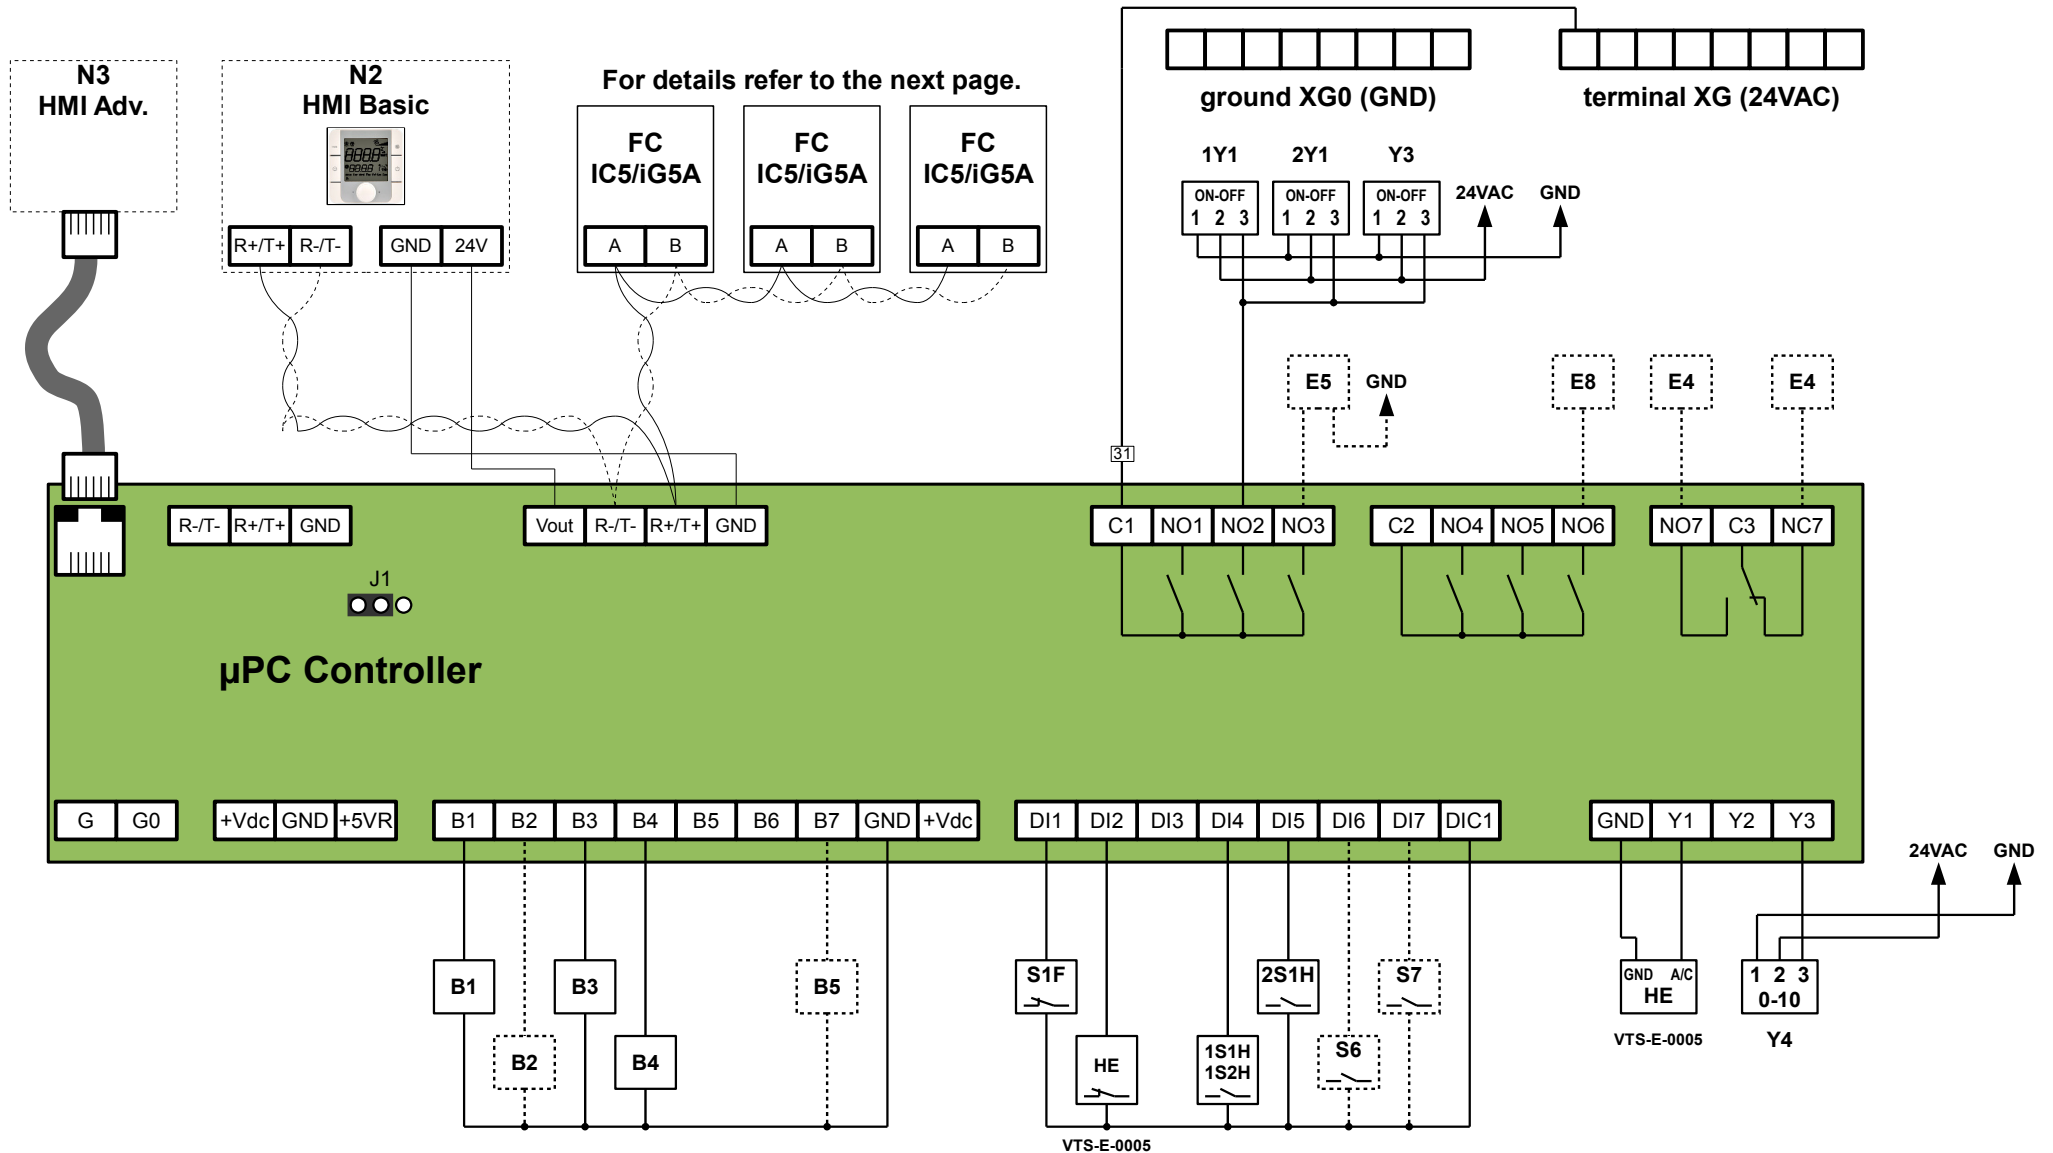 N3
HMI Adv.
N2
HMI Basic
R+/T+ R-/T- GND 24V
For details refer to the next page.
FC
IC5/iG5A
A B
FC
IC5/iG5A
A B
FC
IC5/iG5A
A B
ground XG0 (GND)
terminal XG (24VAC)
1Y1 2Y1 Y3
ON-OFF ON-OFF ON-OFF
1 2 3 1 2 3 1 2 3
24VAC GND
E5 GND E8 E4 E4
31
R-/T- R+/T+ GND
Vout R-/T- R+/T+ GND
C1 NO1 NO2 NO3
C2 NO4 NO5 NO6
NO7 C3 NC7
J1
µPC Controller
G G0
+Vdc GND +5VR
B1 B2 B3 B4 B5 B6 B7 GND +Vdc
DI1 DI2 DI3 DI4 DI5 DI6 DI7 DIC1
GND Y1 Y2 Y3
24VAC GND
B1 B3 B5
B2 B4
S1F 2S1H S7
HE
1S1H
1S2H
S6
VTS-E-0005
GND A/C
HE
VTS-E-0005
1 2 3
0-10
Y4